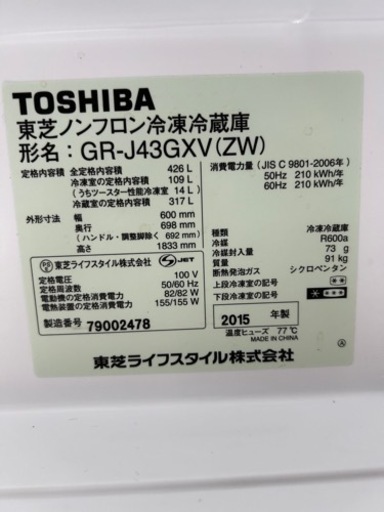 TOSHIBA
東芝ノンフロン冷凍冷蔵庫
形名：GR-J43GXV(ZW)
定格内容積 全定格内容積 426 L
冷凍室の定格内容積 109 L
(うちツースター性能冷凍室 14 L)
冷蔵室の定格内容積 317 L
外形寸法 幅 600 mm
奥行 698 mm
(ハンドル・調整脚除く 692 mm)
高さ 1833 mm
消費電力量(JIS C 9801-2006年)
50Hz 210 kWh/年
60Hz 210 kWh/年
種類 冷凍冷蔵庫
冷媒 R600a
冷媒封入量 73 g
質量 91 kg
断熱発泡ガス シクロペンタン
上段冷凍室の記号
下段冷凍室の記号
PS E 東芝ライフスタイル株式会社 S JET
定格電圧 100 V
定格周波数 50/60 Hz
電動機の定格消費電力 82/82 W
電熱装置の定格消費電力 155/155 W
製造番号 79002478
2015 年製
温度ヒューズ 77℃
MADE IN CHINA
東芝ライフスタイル株式会社